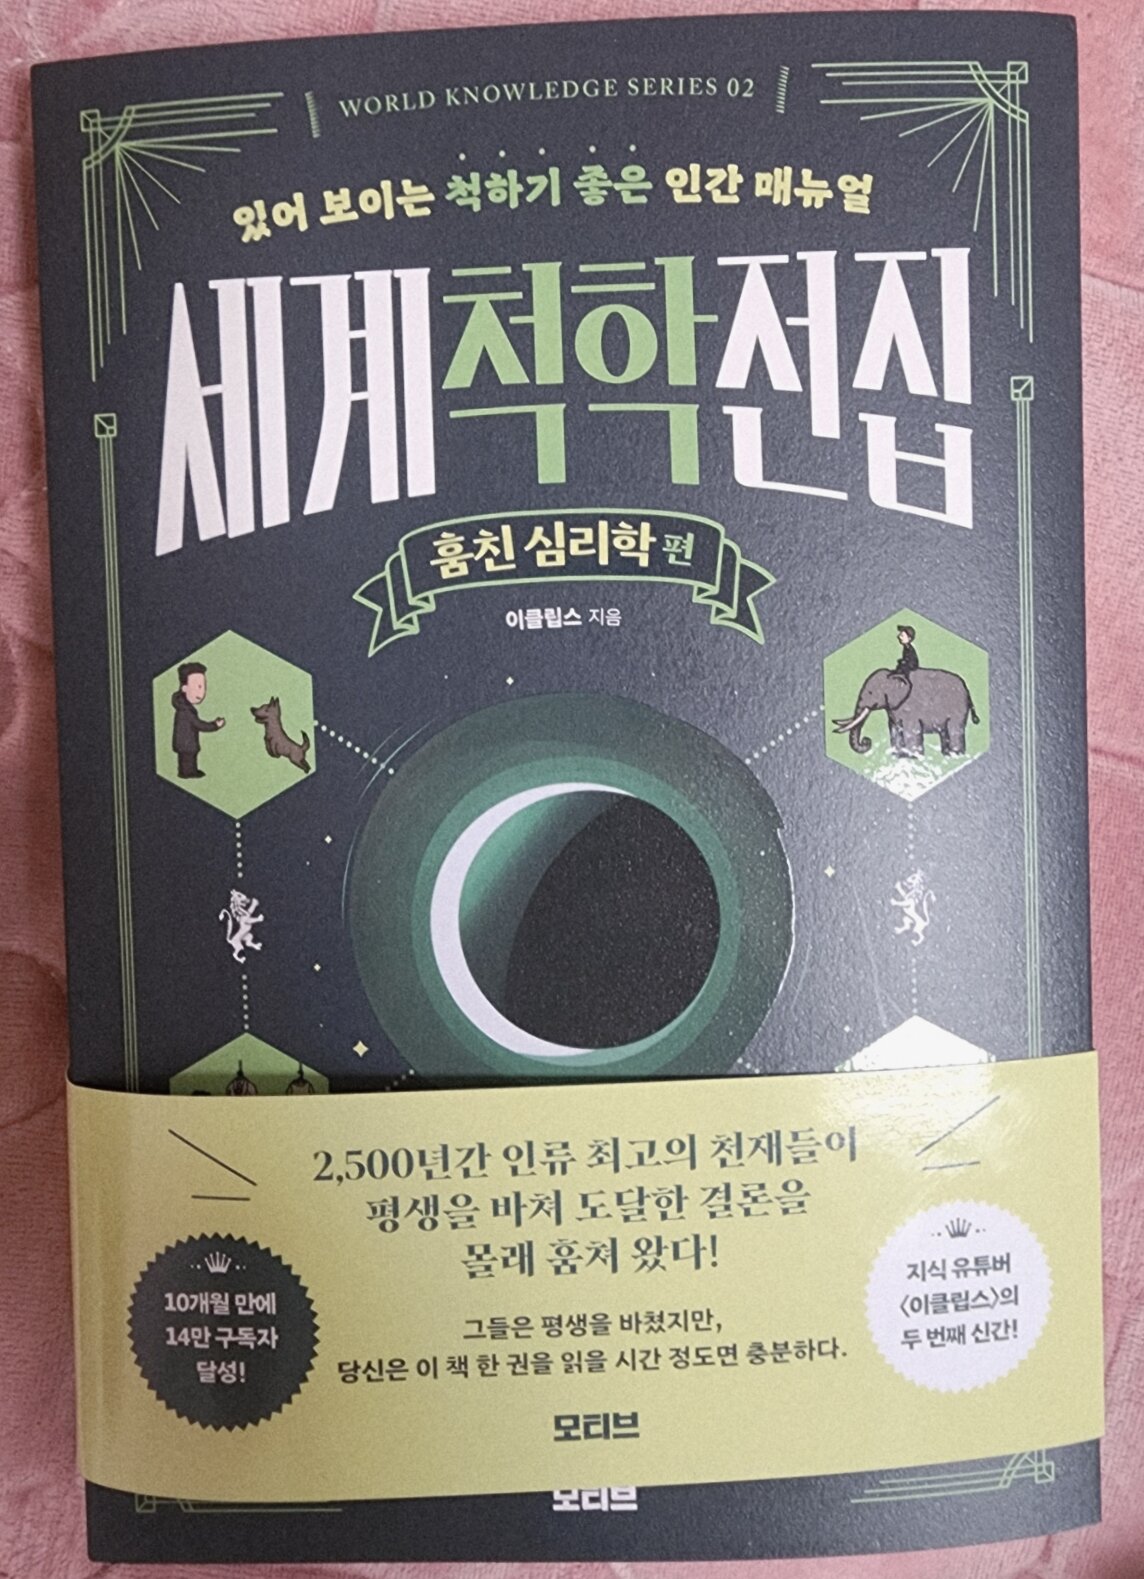 WORLD KNOWLEDGE SERIES 02
있어 보이는 척하기 좋은 인간 매뉴얼
세계척학전집
훔친 심리학 편
이클립스 지음
2,500년간 인류 최고의 천재들이
평생을 바쳐 도달한 결론을
몰래 훔쳐 왔다!
그들은 평생을 바쳤지만,
당신은 이 책 한 권을 읽을 시간 정도면 충분하다.
10개월 만에
14만 구독자
달성!
지식 유튜버
〈이클립스〉의
두 번째 신간!
모티브
모티브